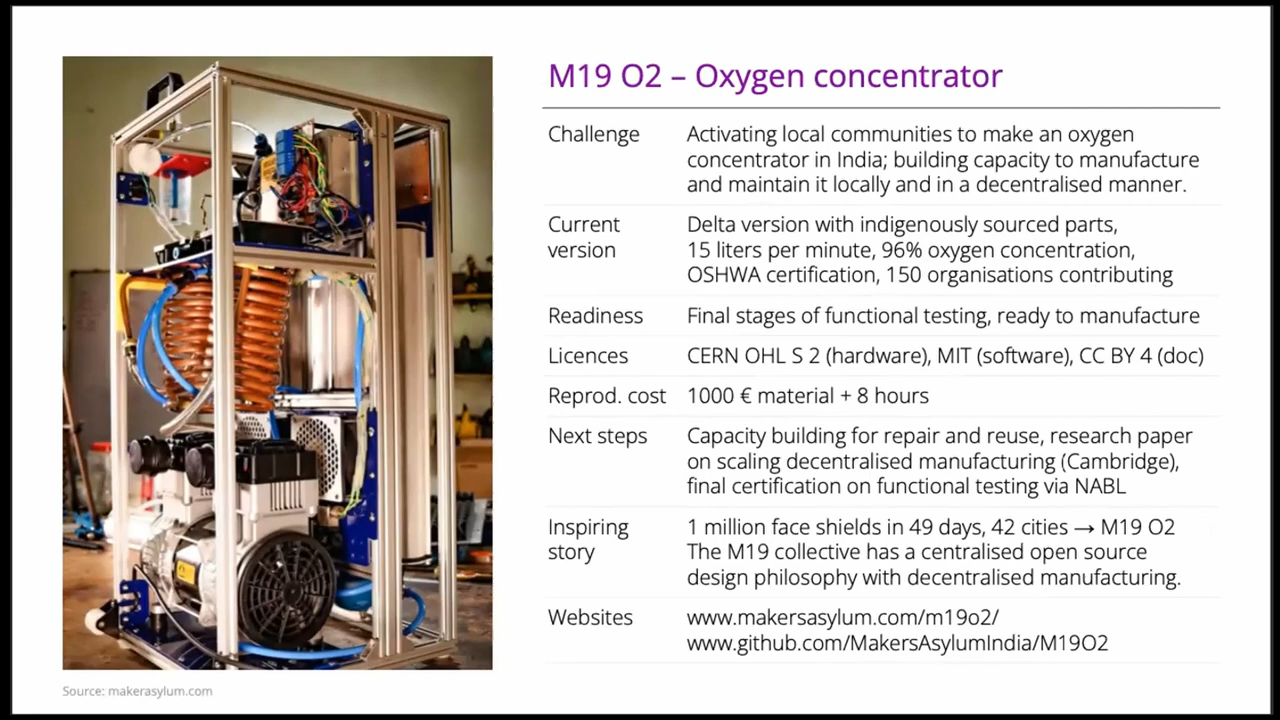 M19 O2 – Oxygen concentrator
Challenge
Activating local communities to make an oxygen
concentrator in India; building capacity to manufacture
and maintain it locally and in a decentralised manner.
Current
version
Delta version with indigenously sourced parts,
15 liters per minute, 96% oxygen concentration,
OSHWA certification, 150 organisations contributing
Readiness
Final stages of functional testing, ready to manufacture
Licences
CERN OHL S 2 (hardware), MIT (software), CC BY 4 (doc)
Reprod. cost
1000 € material + 8 hours
Next steps
Capacity building for repair and reuse, research paper
on scaling decentralised manufacturing (Cambridge),
final certification on functional testing via NABL
Inspiring
story
1 million face shields in 49 days, 42 cities → M19 O2
The M19 collective has a centralised open source
design philosophy with decentralised manufacturing.
Websites
www.makersasylum.com/m19o2/
www.github.com/MakersAsylumIndia/M19O2
Source: makerasylum.com